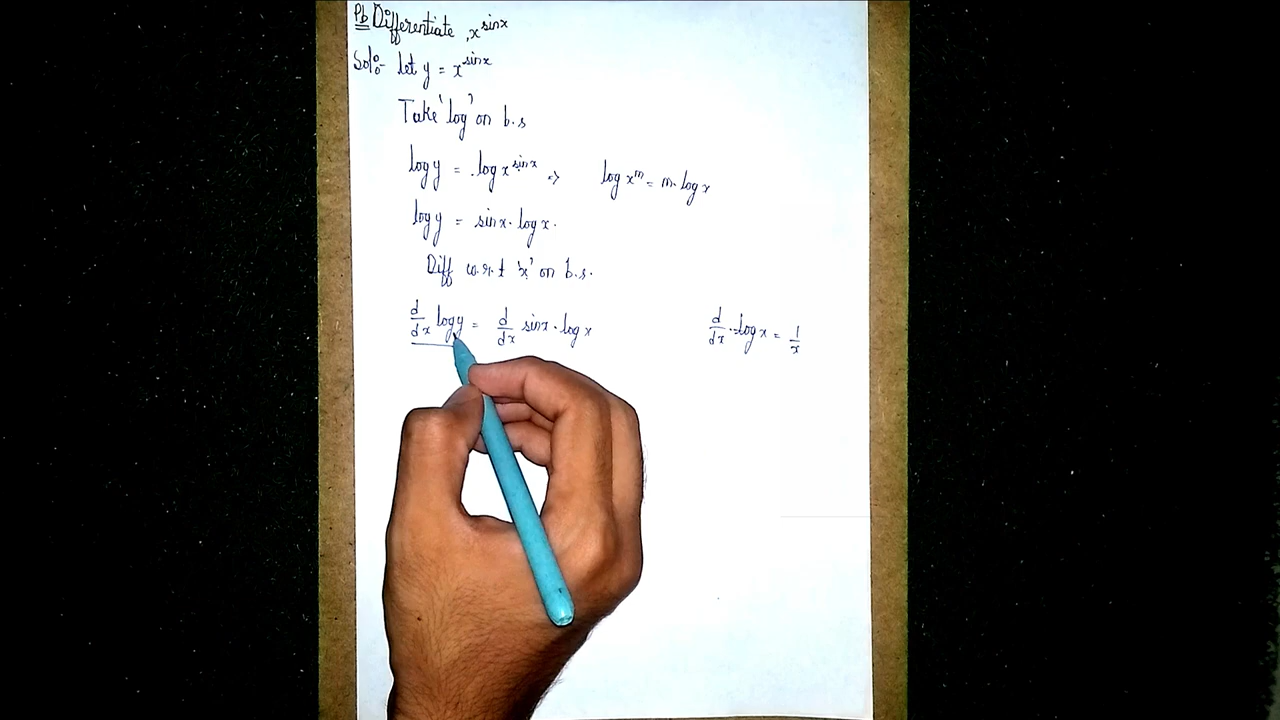 Pb Differentiate, x^sinx
Sol:- let y = x^sinx
Take 'log' on b.s
log y = log x^sinx => log x^m = m. log x
log y = sinx. log x.
Diff w.r.t 'x' on b.s.
d/dx log y = d/dx sinx . log x d/dx . log x = 1/x